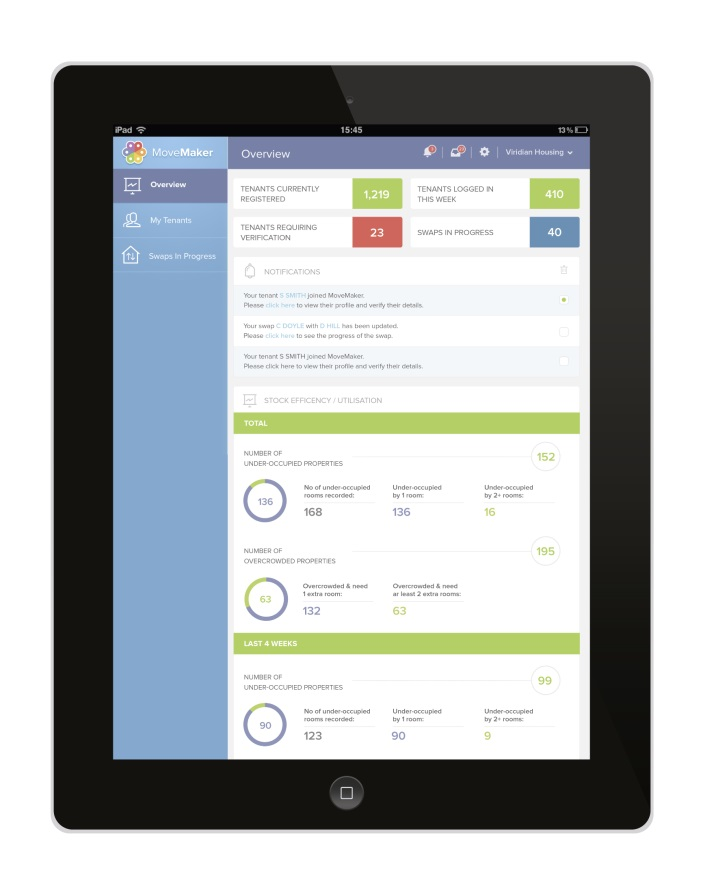 iPad 15:45 13%
MoveMaker Overview Viridian Housing
Overview
My Tenants
Swaps In Progress
TENANTS CURRENTLY
REGISTERED
1,219
TENANTS LOGGED IN
THIS WEEK
410
TENANTS REQUIRING
VERIFICATION
23
SWAPS IN PROGRESS
40
NOTIFICATIONS
Your tenant S SMITH joined MoveMaker.
Please click here to view their profile and verify their details.
Your swap C DOYLE with D HILL has been updated.
Please click here to see the progress of the swap.
Your tenant S SMITH joined MoveMaker.
Please click here to view their profile and verify their details.
STOCK EFFICENCY / UTILISATION
TOTAL
NUMBER OF
UNDER-OCCUPIED PROPERTIES
152
136
No of under-occupied
rooms recorded:
168
Under-occupied
by 1 room:
136
Under-occupied
by 2+ rooms:
16
NUMBER OF
OVERCROWDED PROPERTIES
195
63
Overcrowded & need
1 extra room:
132
Overcrowded & need
ar least 2 extra rooms:
63
LAST 4 WEEKS
NUMBER OF
UNDER-OCCUPIED PROPERTIES
99
90
No of under-occupied
rooms recorded:
123
Under-occupied
by 1 room:
90
Under-occupied
by 2+ rooms:
9